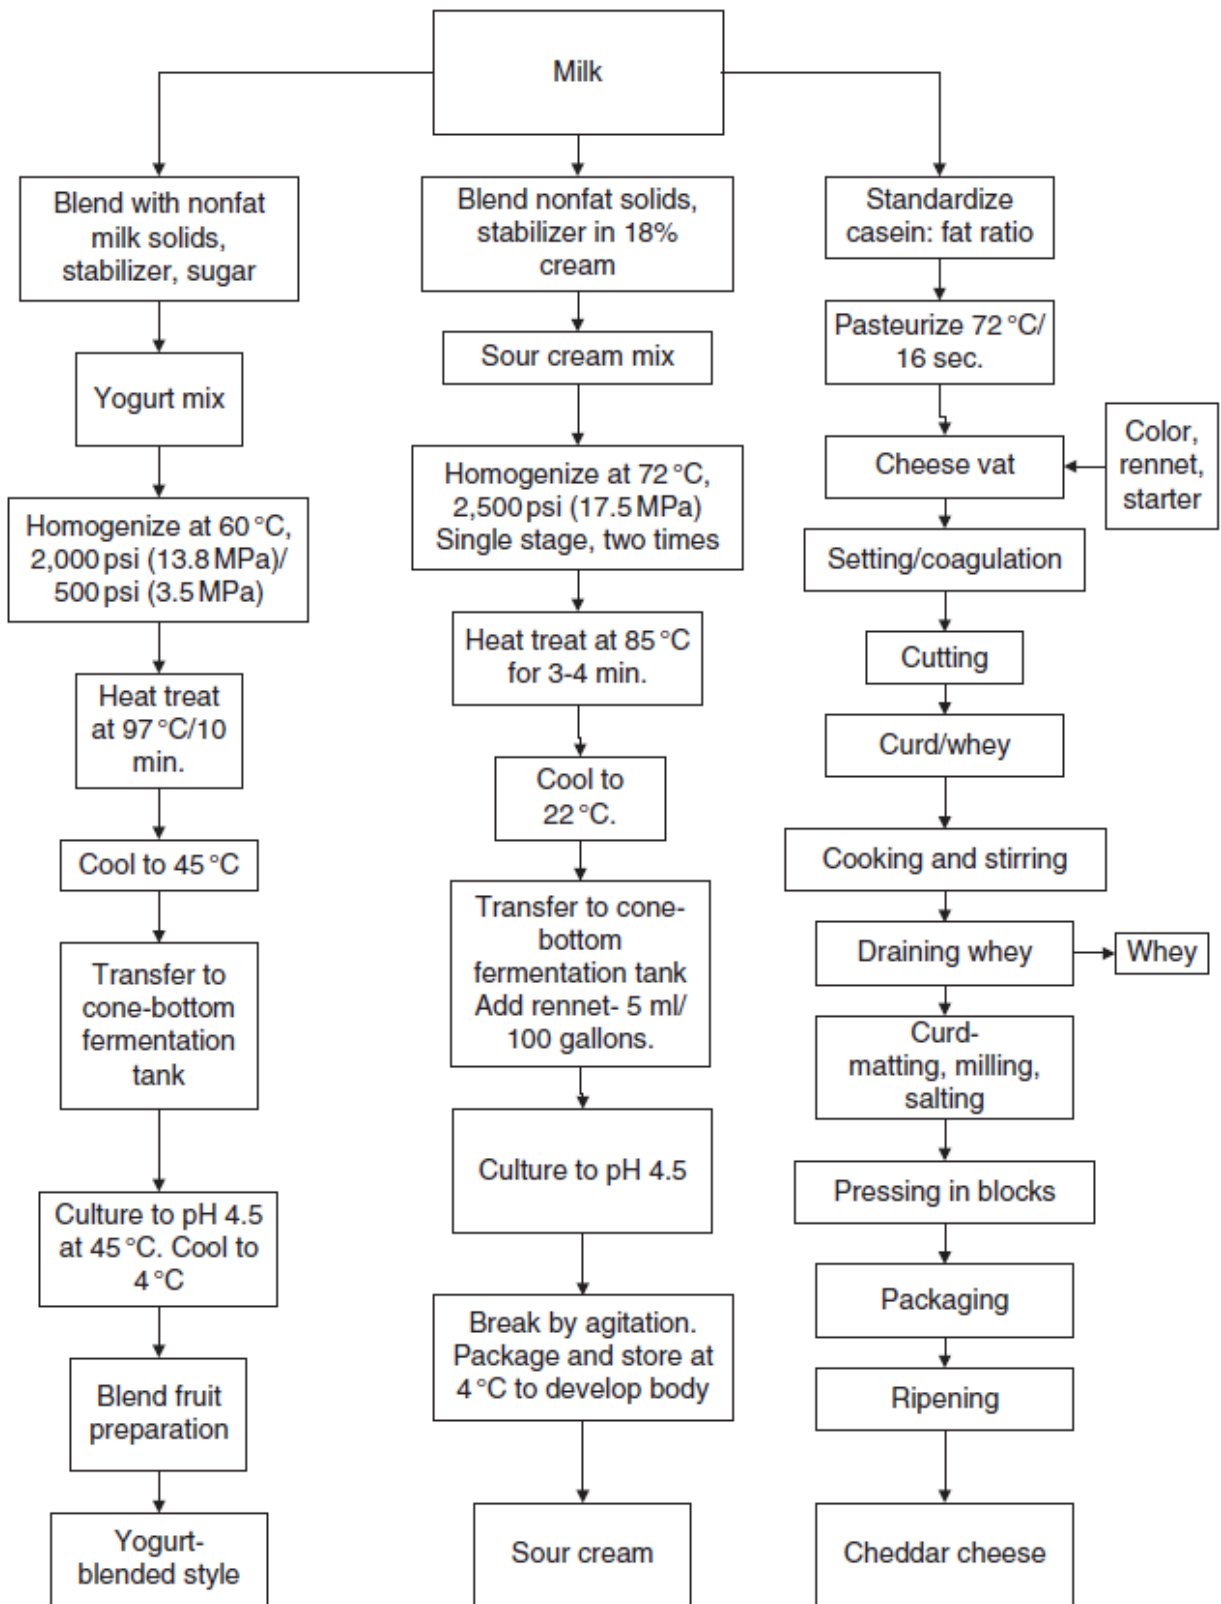 Milk
Blend with nonfat
milk solids,
stabilizer, sugar
Yogurt mix
Homogenize at 60 °C,
2,000 psi (13.8 MPa)/
500 psi (3.5 MPa)
Heat treat
at 97 °C/10
min.
Cool to 45 °C
Transfer to
cone-bottom
fermentation
tank
Culture to pH 4.5
at 45 °C. Cool to
4 °C
Blend fruit
preparation
Yogurt-
blended style
Blend nonfat solids,
stabilizer in 18%
cream
Sour cream mix
Homogenize at 72 °C,
2,500 psi (17.5 MPa)
Single stage, two times
Heat treat at 85 °C
for 3-4 min.
Cool to
22 °C.
Transfer to cone-
bottom
fermentation tank
Add rennet- 5 ml/
100 gallons.
Culture to pH 4.5
Break by agitation.
Package and store at
4 °C to develop body
Sour cream
Standardize
casein: fat ratio
Pasteurize 72 °C/
16 sec.
Cheese vat
Color,
rennet,
starter
Setting/coagulation
Cutting
Curd/whey
Cooking and stirring
Draining whey
Whey
Curd-
matting, milling,
salting
Pressing in blocks
Packaging
Ripening
Cheddar cheese